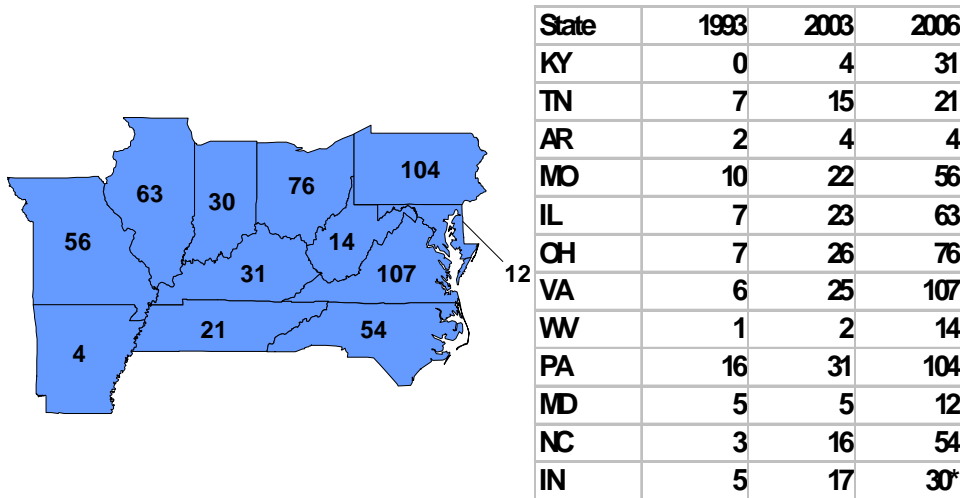 63
30
76
104
56
14
31
107
12
21
54
4
State 1993 2003 2006
KY 0 4 31
TN 7 15 21
AR 2 4 4
MO 10 22 56
IL 7 23 63
OH 7 26 76
VA 6 25 107
WV 1 2 14
PA 16 31 104
MD 5 5 12
NC 3 16 54
IN 5 17 30*